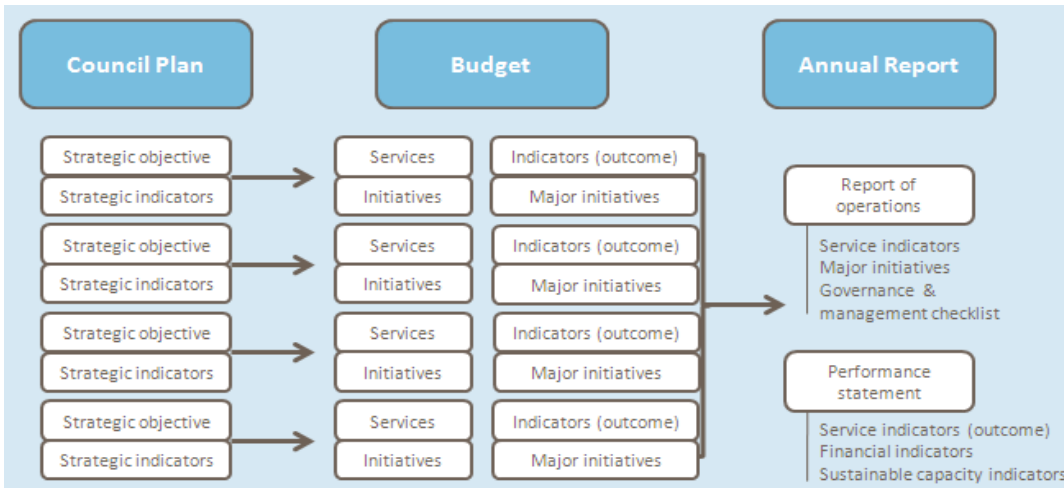 Council Plan
Budget
Annual Report
Strategic objective
Strategic indicators
Services
Initiatives
Indicators (outcome)
Major initiatives
Strategic objective
Strategic indicators
Services
Initiatives
Indicators (outcome)
Major initiatives
Strategic objective
Strategic indicators
Services
Initiatives
Indicators (outcome)
Major initiatives
Strategic objective
Strategic indicators
Services
Initiatives
Indicators (outcome)
Major initiatives
Report of
operations
Service indicators
Major initiatives
Governance &
management checklist
Performance
statement
Service indicators (outcome)
Financial indicators
Sustainable capacity indicators